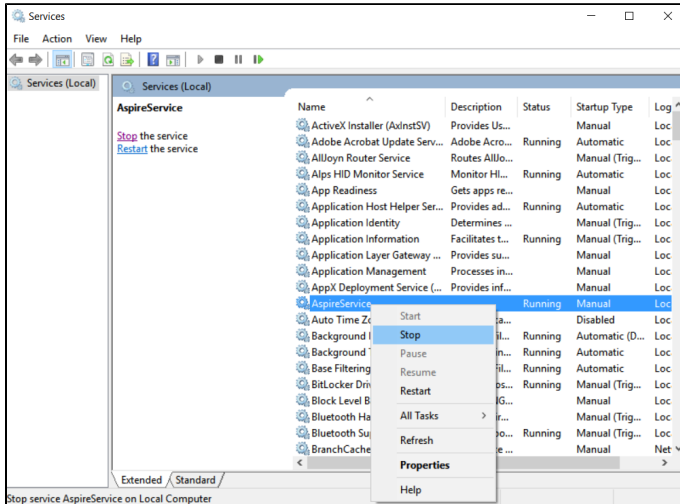 Services
File Action View Help
Services (Local)
Services (Local)
AspireService
Stop the service
Restart the service
Name Description Status Startup Type Log
ActiveX Installer (AxInstSV) Provides Us... Manual Loc
Adobe Acrobat Update Serv... Adobe Acro... Running Automatic Loc
AllJoyn Router Service Routes AllJo... Manual (Trig... Loc
Alps HID Monitor Service Monitor HI... Running Automatic Loc
App Readiness Gets apps re... Manual Loc
Application Host Helper Ser... Provides ad... Running Automatic Loc
Application Identity Determines ... Manual (Trig... Loc
Application Information Facilitates t... Running Manual (Trig... Loc
Application Layer Gateway ... Provides su... Manual Loc
Application Management Processes in... Manual Loc
AppX Deployment Service (... Provides inf... Manual Loc
AspireService Running Manual Loc
Auto Time Zo Disabled Loc
Background Running Automatic (D... Loc
Background Running Automatic Loc
Base Filtering Running Automatic Loc
BitLocker Driv Running Manual (Trig... Loc
Block Level B Manual Loc
Bluetooth Ha Manual (Trig... Loc
Bluetooth Su Running Manual (Trig... Loc
BranchCache Manual Net
Start
Stop
Pause
Resume
Restart
All Tasks
Refresh
Properties
Help
Extended Standard
Stop service AspireService on Local Computer